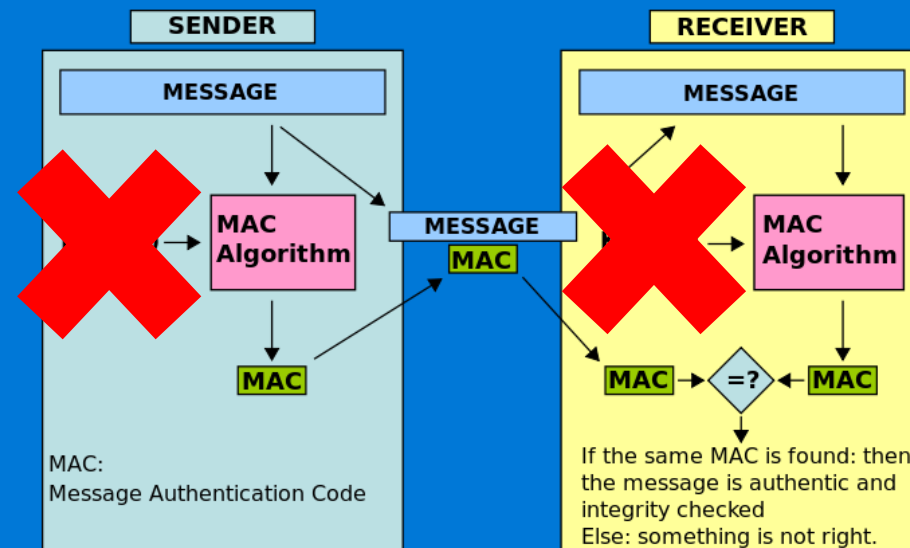 SENDER
MESSAGE
MAC
Algorithm
MAC
MAC:
Message Authentication Code
MESSAGE
MAC
RECEIVER
MESSAGE
MAC
Algorithm
MAC
=?
MAC
If the same MAC is found: then
the message is authentic and
integrity checked
Else: something is not right.